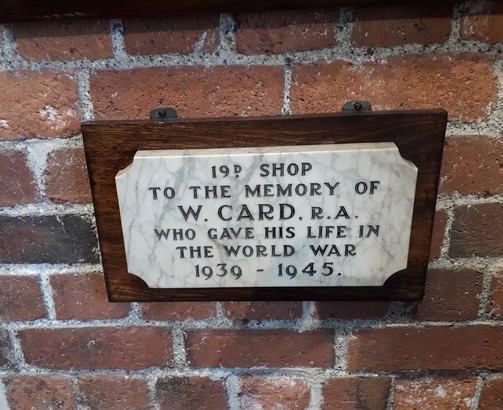 19D SHOP
TO THE MEMORY OF
W. CARD. R.A.
WHO GAVE HIS LIFE IN
THE WORLD WAR
1939 - 1945.